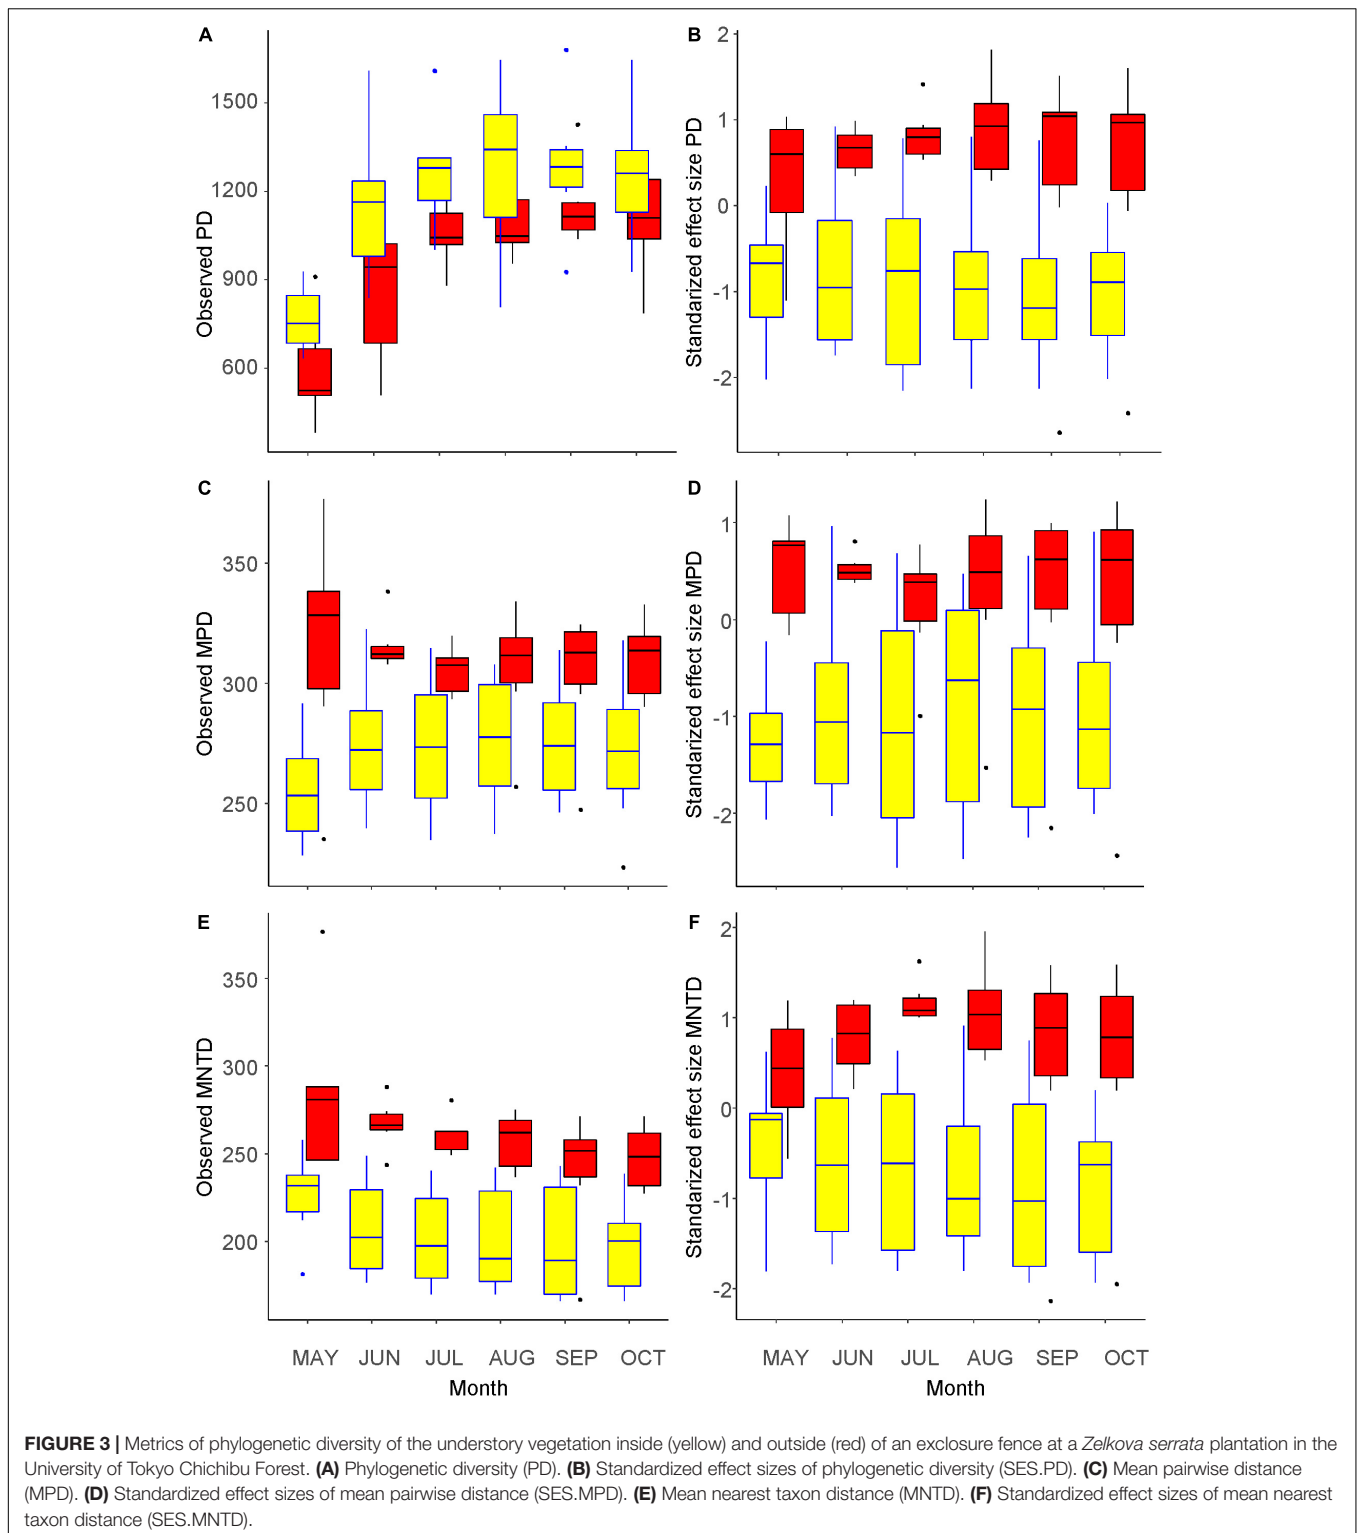 A
1500
1200
900
600
Observed PD
B
2
1
0
-1
-2
Standarized effect size PD
C
350
300
250
Observed MPD
D
1
0
-1
-2
Standarized effect size MPD
E
350
300
250
200
Observed MNTD
MAY JUN JUL AUG SEP OCT
Month
F
2
1
0
-1
-2
Standarized effect size MNTD
MAY JUN JUL AUG SEP OCT
Month
FIGURE 3 | Metrics of phylogenetic diversity of the understory vegetation inside (yellow) and outside (red) of an exclosure fence at a Zelkova serrata plantation in the
University of Tokyo Chichibu Forest. (A) Phylogenetic diversity (PD). (B) Standardized effect sizes of phylogenetic diversity (SES.PD). (C) Mean pairwise distance
(MPD). (D) Standardized effect sizes of mean pairwise distance (SES.MPD). (E) Mean nearest taxon distance (MNTD). (F) Standardized effect sizes of mean nearest
taxon distance (SES.MNTD).